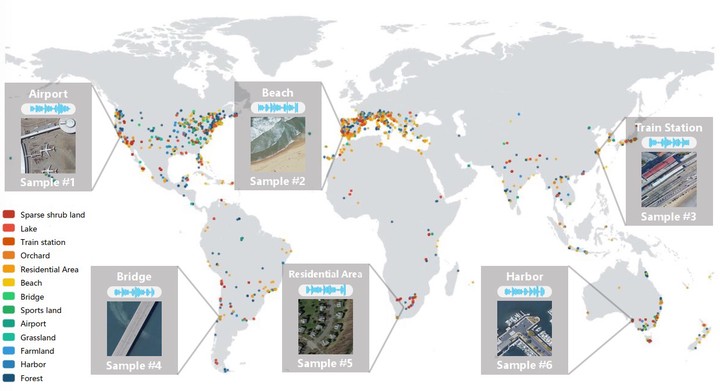 Airport
Sample #1
Beach
Sample #2
Train Station
Sample #3
Sparse shrub land
Lake
Train station
Orchard
Residential Area
Beach
Bridge
Sports land
Airport
Grassland
Farmland
Harbor
Forest
Bridge
Sample #4
Residential Area
Sample #5
Harbor
Sample #6